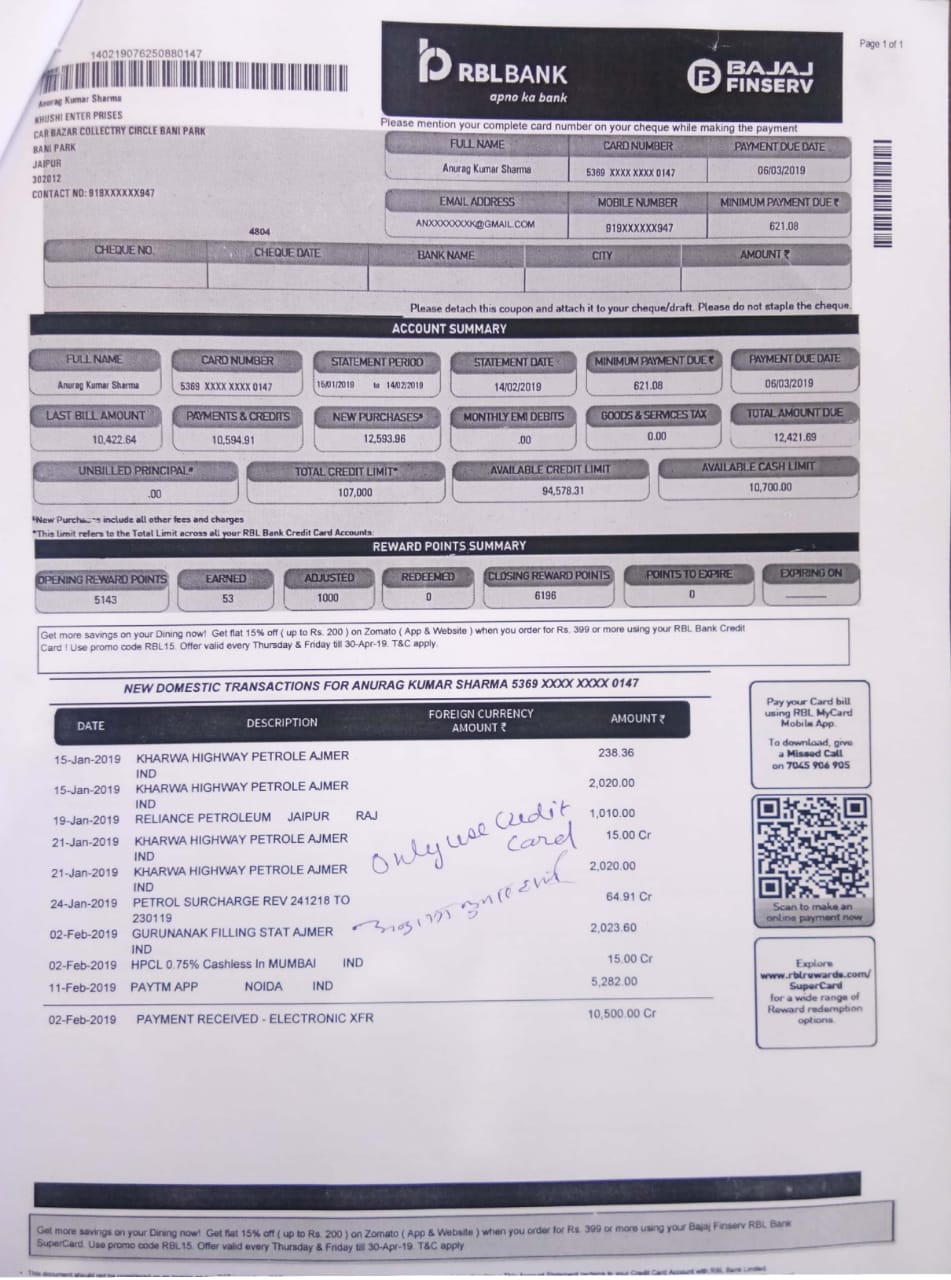 140219076250880147
Page 1 of 1
RBLBANK
apno ka bank
BAJAJ
FINSERV
Anurag Kumar Sharma
KHUSHI ENTER PRISES
CAR BAZAR COLLECTRY CIRCLE BANI PARK
BANI PARK
JAIPUR
302012
CONTACT NO: 919XXXXXX947
4804
Please mention your complete card number on your cheque while making the payment
FULL NAME CARD NUMBER PAYMENT DUE DATE
Anurag Kumar Sharma 5369 XXXX XXXX 0147 06/03/2019
EMAIL ADDRESS MOBILE NUMBER MINIMUM PAYMENT DUE ₹
ANXXXXXXXK@GMAIL.COM 919XXXXXX947 621.08
CHEQUE NO. CHEQUE DATE BANK NAME CITY AMOUNT ₹
Please detach this coupon and attach it to your cheque/draft. Please do not staple the cheque.
ACCOUNT SUMMARY
FULL NAME CARD NUMBER STATEMENT PERIOD STATEMENT DATE MINIMUM PAYMENT DUE ₹ PAYMENT DUE DATE
Anurag Kumar Sharma 5369 XXXX XXXX 0147 15/01/2019 to 14/02/2019 14/02/2019 621.08 06/03/2019
LAST BILL AMOUNT PAYMENTS & CREDITS NEW PURCHASES# MONTHLY EMI DEBITS GOODS & SERVICES TAX TOTAL AMOUNT DUE
10,422.64 10,594.91 12,593.96 .00 0.00 12,421.69
UNBILLED PRINCIPAL* TOTAL CREDIT LIMIT* AVAILABLE CREDIT LIMIT AVAILABLE CASH LIMIT
.00 107,000 94,578.31 10,700.00
#New Purchases include all other fees and charges
*This limit refers to the Total Limit across all your RBL Bank Credit Card Accounts.
REWARD POINTS SUMMARY
OPENING REWARD POINTS EARNED ADJUSTED REDEEMED CLOSING REWARD POINTS POINTS TO EXPIRE EXPIRING ON
5143 53 1000 0 6196 0
Get more savings on your Dining now! Get flat 15% off ( up to Rs. 200 ) on Zomato ( App & Website ) when you order for Rs. 399 or more using your RBL Bank Credit
Card ! Use promo code RBL15. Offer valid every Thursday & Friday till 30-Apr-19. T&C apply.
NEW DOMESTIC TRANSACTIONS FOR ANURAG KUMAR SHARMA 5369 XXXX XXXX 0147
DATE DESCRIPTION FOREIGN CURRENCY AMOUNT ₹ AMOUNT ₹
15-Jan-2019 KHARWA HIGHWAY PETROLE AJMER 238.36
IND
15-Jan-2019 KHARWA HIGHWAY PETROLE AJMER 2,020.00
IND
19-Jan-2019 RELIANCE PETROLEUM JAIPUR RAJ 1,010.00
21-Jan-2019 KHARWA HIGHWAY PETROLE AJMER 15.00 Cr
IND
21-Jan-2019 KHARWA HIGHWAY PETROLE AJMER 2,020.00
IND
24-Jan-2019 PETROL SURCHARGE REV 241218 TO 64.91 Cr
230119
02-Feb-2019 GURUNANAK FILLING STAT AJMER 2,023.60
IND
02-Feb-2019 HPCL 0.75% Cashless In MUMBAI IND 15.00 Cr
11-Feb-2019 PAYTM APP NOIDA IND 5,282.00
02-Feb-2019 PAYMENT RECEIVED - ELECTRONIC XFR 10,500.00 Cr
Only use Credit
Card
Pay your Card bill
using RBL MyCard
Mobile App.
To download, give
a Missed Call
on 7045 906 905
Scan to make an
online payment now
Explore
www.rblrewards.com/
SuperCard
for a wide range of
Reward redemption
options.
Get more savings on your Dining now! Get flat 15% off ( up to Rs. 200 ) on Zomato ( App & Website ) when you order for Rs. 399 or more using your Bajaj Finserv RBL Bank
SuperCard. Use promo code RBL15. Offer valid every Thursday & Friday till 30-Apr-19. T&C apply